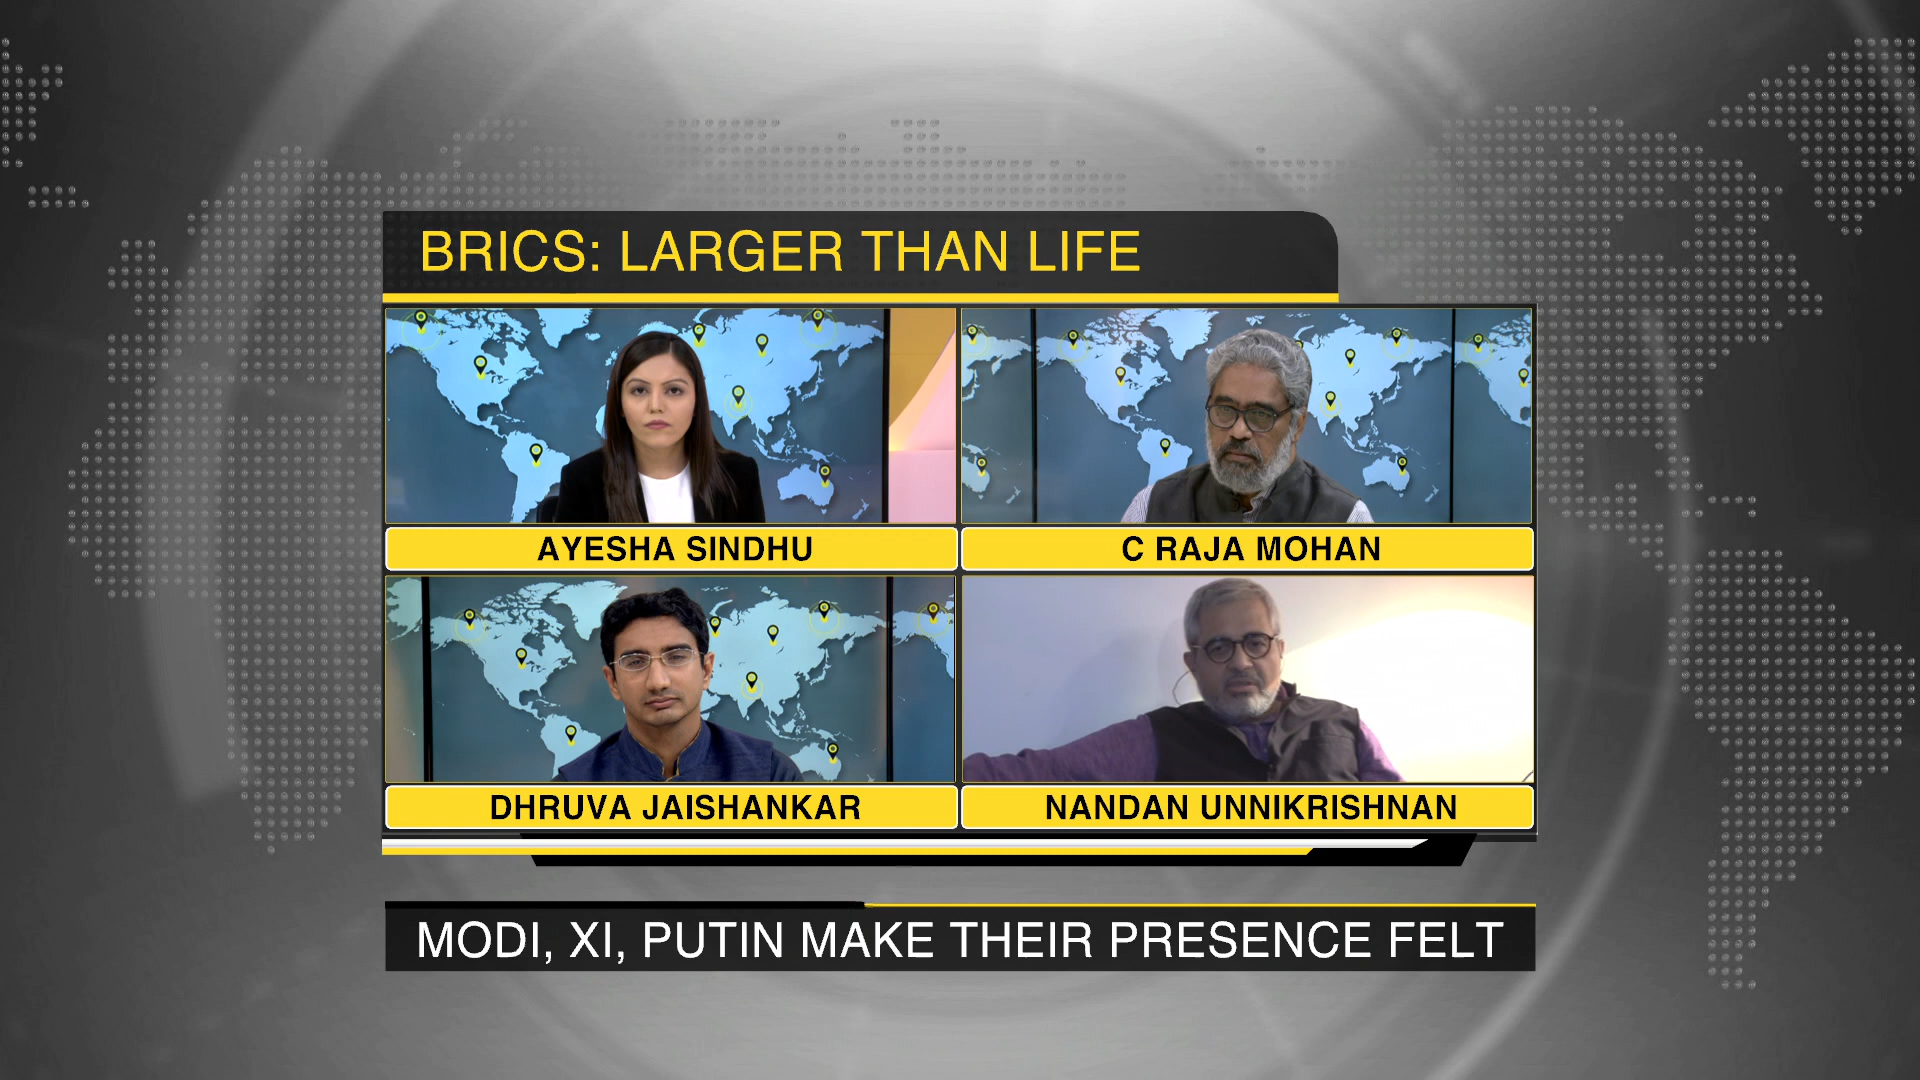 BRICS: LARGER THAN LIFE
AYESHA SINDHU
C RAJA MOHAN
DHRUVA JAISHANKAR
NANDAN UNNIKRISHNAN
MODI, XI, PUTIN MAKE THEIR PRESENCE FELT